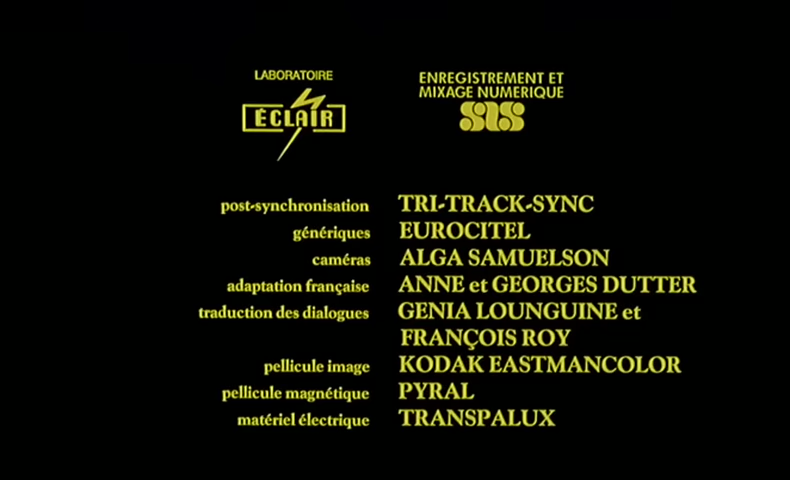 LABORATOIRE
ÉCLAIR
ENREGISTREMENT ET
MIXAGE NUMERIQUE
SIS
post-synchronisation TRI-TRACK-SYNC
génériques EUROCITEL
caméras ALGA SAMUELSON
adaptation française ANNE et GEORGES DUTTER
traduction des dialogues GENIA LOUNGUINE et
FRANÇOIS ROY
pellicule image KODAK EASTMANCOLOR
pellicule magnétique PYRAL
matériel électrique TRANSPALUX